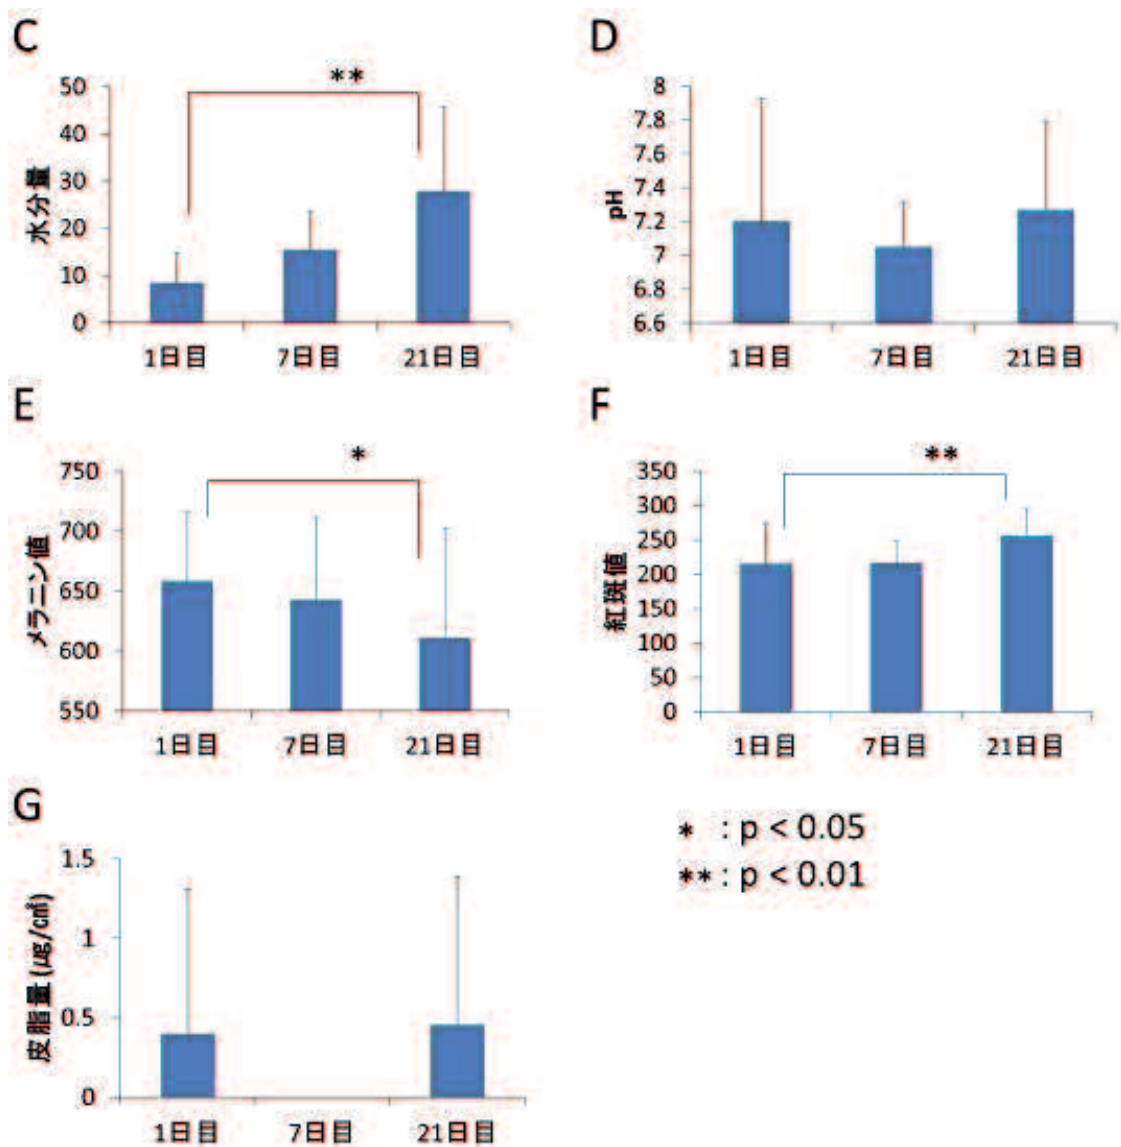 C
**
水分量
50
40
30
20
10
0
1日目 7日目 21日目
D
pH
8
7.8
7.6
7.4
7.2
7
6.8
6.6
1日目 7日目 21日目
E
*
メラニン値
750
700
650
600
550
1日目 7日目 21日目
F
**
紅斑値
350
300
250
200
150
100
50
0
1日目 7日目 21日目
G
皮脂量(㎍/㎠)
1.5
1
0.5
0
1日目 7日目 21日目
* : p < 0.05
** : p < 0.01